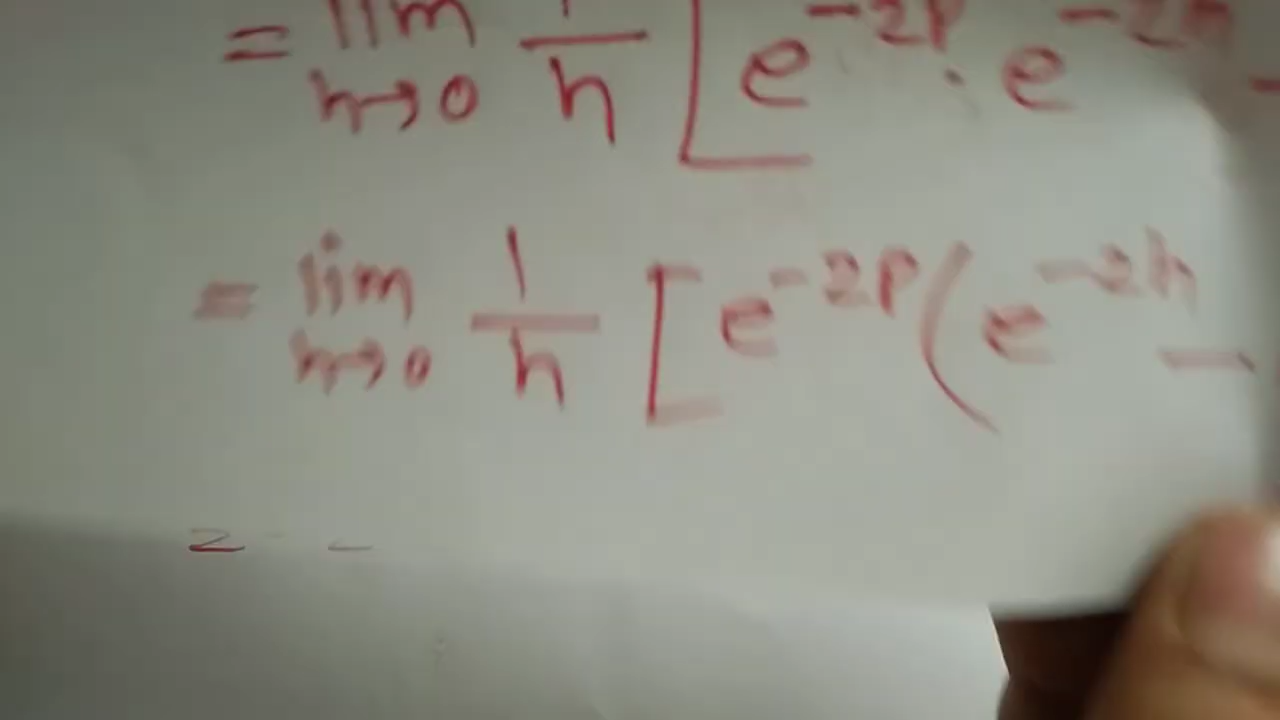 = lim h→0 1/h [e^-2p · e^-2h -
= lim h→0 1/h [e^-2p (e^-2h -